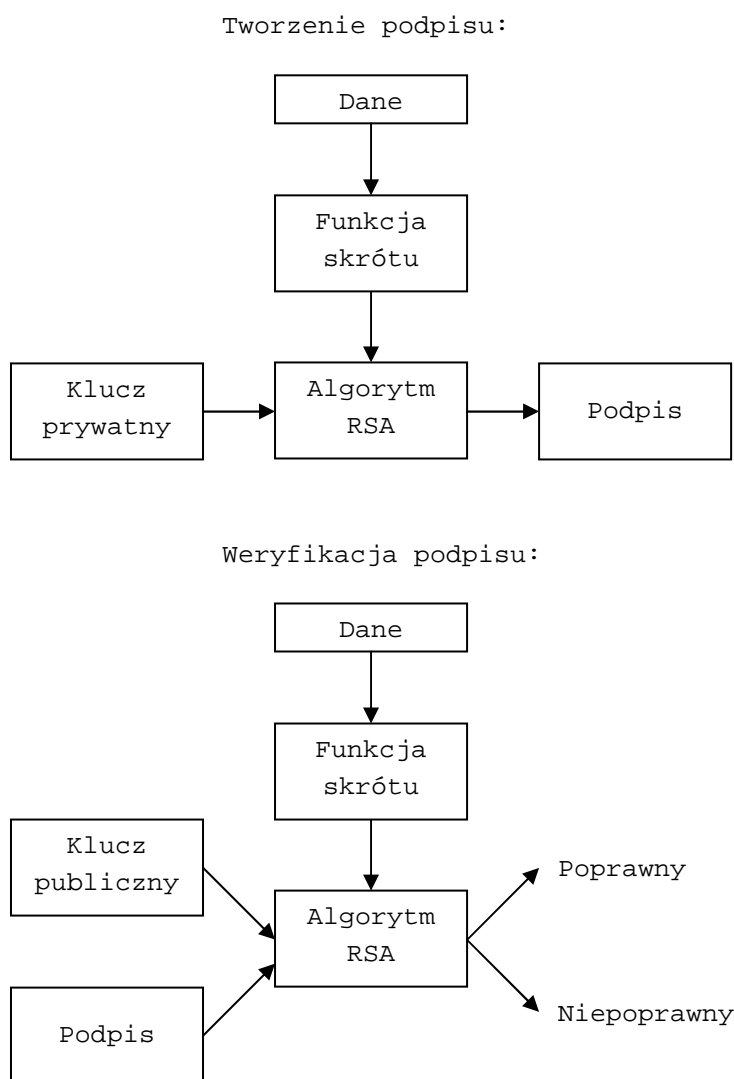 Tworzenie podpisu:
Dane
Funkcja
skrótu
Klucz
prywatny
Algorytm
RSA
Podpis
Weryfikacja podpisu:
Dane
Funkcja
skrótu
Klucz
publiczny
Algorytm
RSA
Poprawny
Niepoprawny
Podpis